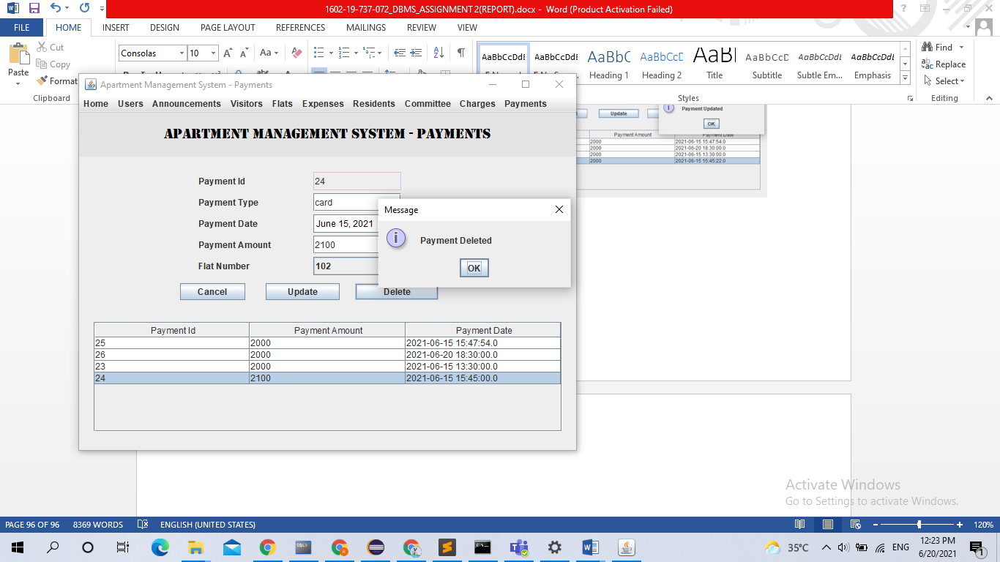 1602-19-737-072_DBMS_ASSIGNMENT 2(REPORT).docx - Word (Product Activation Failed)
FILE HOME INSERT DESIGN PAGE LAYOUT REFERENCES MAILINGS REVIEW VIEW
Paste
Cut
Copy
Format
Clipboard
Consolas 10
AaBbCcDdE AaBbCcDdE AaBbC AaBbCcD AaB AaBbCcD AaBbCcDdE AaBbCcDdE
Heading 1 Heading 2 Title Subtitle Subtle Em... Emphasis
Styles
Find
Replace
Select
Editing
Apartment Management System - Payments
Home Users Announcements Visitors Flats Expenses Residents Committee Charges Payments
APARTMENT MANAGEMENT SYSTEM - PAYMENTS
Payment Id 24
Payment Type card
Payment Date June 15, 2021
Payment Amount 2100
Flat Number 102
Cancel Update Delete
Message
Payment Deleted
OK
Payment Id Payment Amount Payment Date
25 2000 2021-06-15 15:47:54.0
26 2000 2021-06-20 18:30:00.0
23 2000 2021-06-15 13:30:00.0
24 2100 2021-06-15 15:45:00.0
Payment Updated
Update
OK
Payment Amount Payment Date
2000 2021-06-15 15:47:54.0
2000 2021-06-20 18:30:00.0
2000 2021-06-15 13:30:00.0
2000 2021-06-15 15:45:22.0
Activate Windows
Go to Settings to activate Windows.
PAGE 96 OF 96 8369 WORDS ENGLISH (UNITED STATES) 120%
35°C ENG 12:23 PM
6/20/2021 1